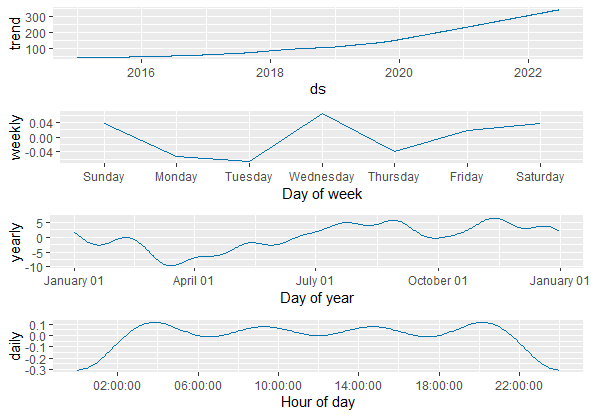 trend
300
200
100
2016 2018 2020 2022
ds
weekly
0.04
0.00
-0.04
Sunday Monday Tuesday Wednesday Thursday Friday Saturday
Day of week
yearly
5
0
-5
-10
January 01 April 01 July 01 October 01 January 01
Day of year
daily
0.1
0.0
-0.1
-0.2
-0.3
02:00:00 06:00:00 10:00:00 14:00:00 18:00:00 22:00:00
Hour of day